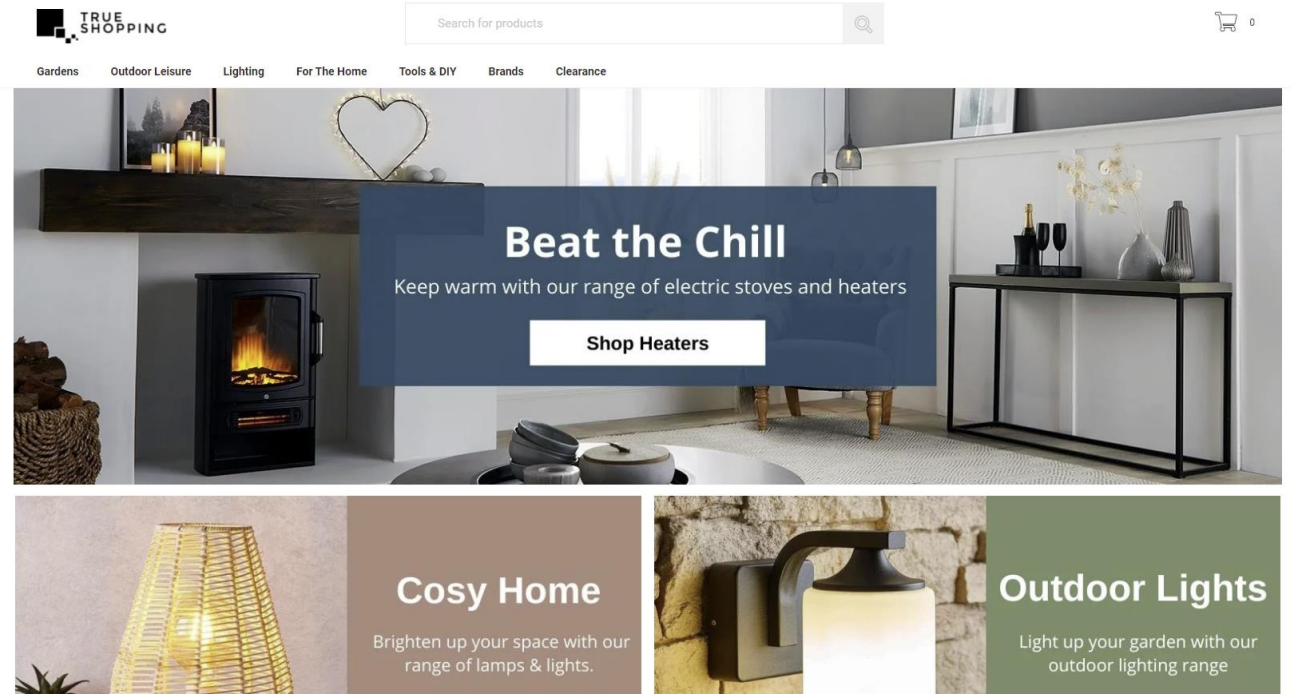 TRUE
SHOPPING
Search for products
0
Gardens Outdoor Leisure Lighting For The Home Tools & DIY Brands Clearance
Beat the Chill
Keep warm with our range of electric stoves and heaters
Shop Heaters
Cosy Home
Brighten up your space with our
range of lamps & lights.
Outdoor Lights
Light up your garden with our
outdoor lighting range